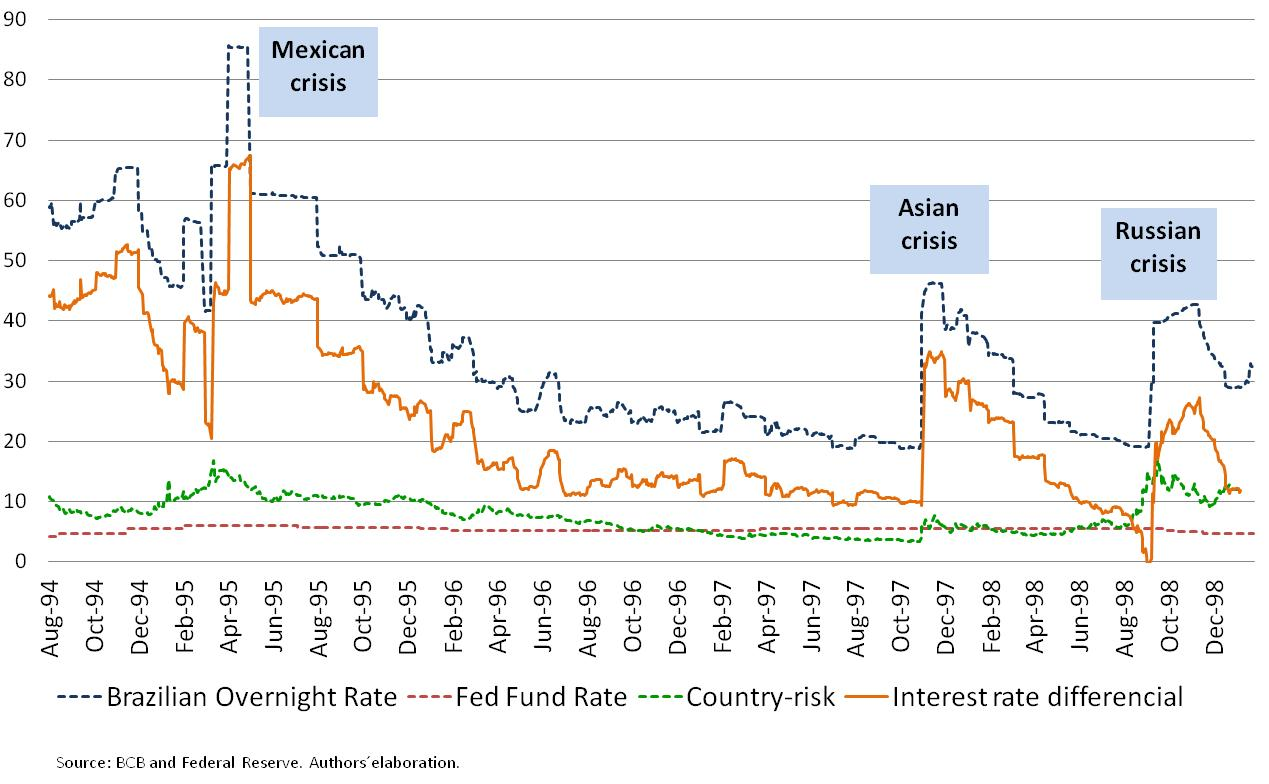 90
80
70
60
50
40
30
20
10
0
Mexican
crisis
Asian
crisis
Russian
crisis
Aug-94
Oct-94
Dec-94
Feb-95
Apr-95
Jun-95
Aug-95
Oct-95
Dec-95
Feb-96
Apr-96
Jun-96
Aug-96
Oct-96
Dec-96
Feb-97
Apr-97
Jun-97
Aug-97
Oct-97
Dec-97
Feb-98
Apr-98
Jun-98
Aug-98
Oct-98
Dec-98
Brazilian Overnight Rate Fed Fund Rate Country-risk Interest rate differencial
Source: BCB and Federal Reserve. Authors´elaboration.